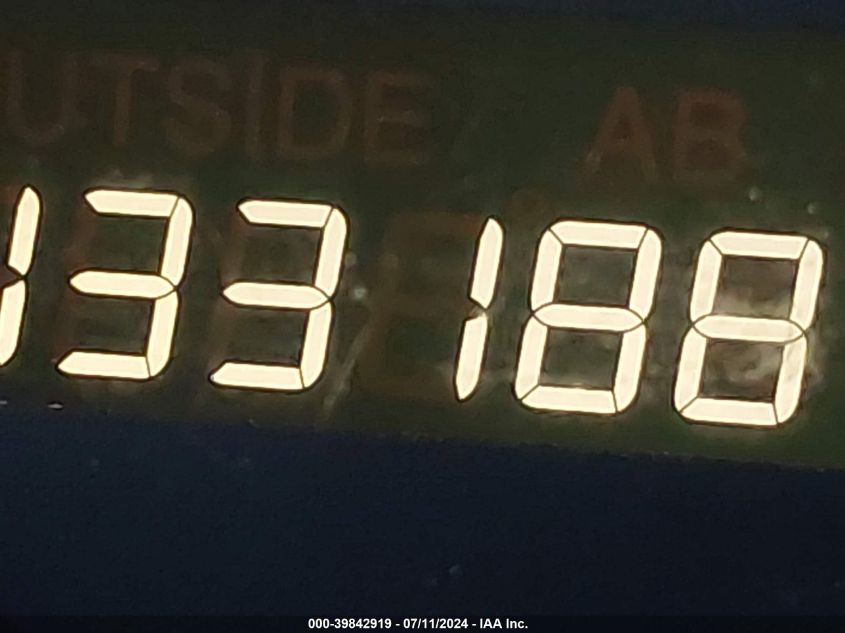 UTSIDE AB
133188
000-39842919 - 07/11/2024 - IAA Inc.